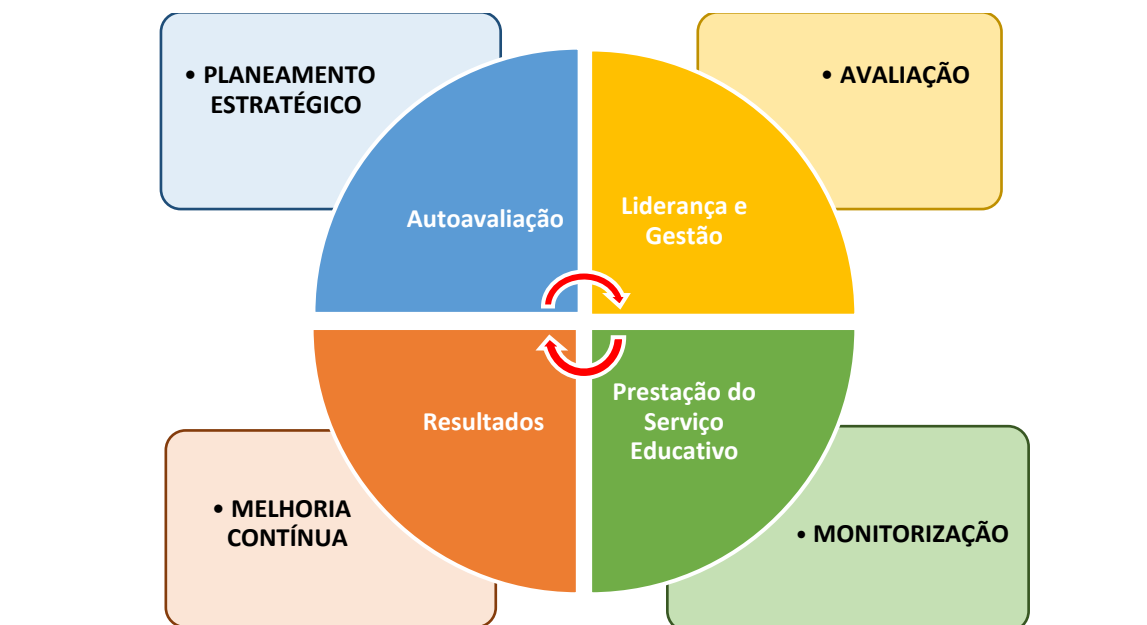 • PLANEAMENTO
ESTRATÉGICO
• AVALIAÇÃO
Autoavaliação
Liderança e
Gestão
Resultados
Prestação do
Serviço
Educativo
• MELHORIA
CONTÍNUA
• MONITORIZAÇÃO